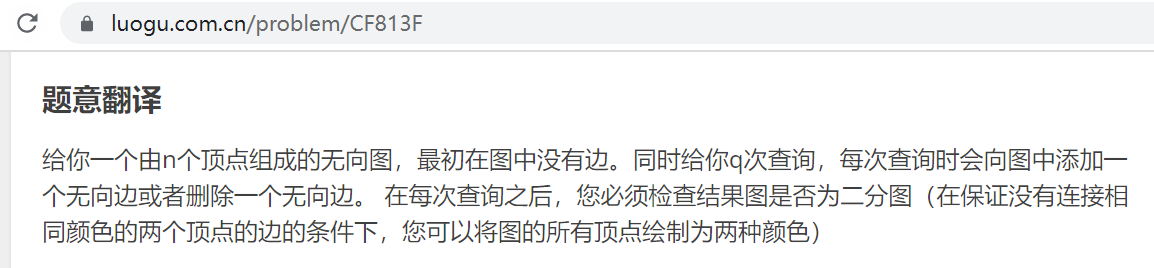 luogu.com.cn/problem/CF813F
题意翻译
给你一个由n个顶点组成的无向图，最初在图中没有边。同时给你q次查询，每次查询时会向图中添加一
个无向边或者删除一个无向边。 在每次查询之后，您必须检查结果图是否为二分图（在保证没有连接相
同颜色的两个顶点的边的条件下，您可以将图的所有顶点绘制为两种颜色）